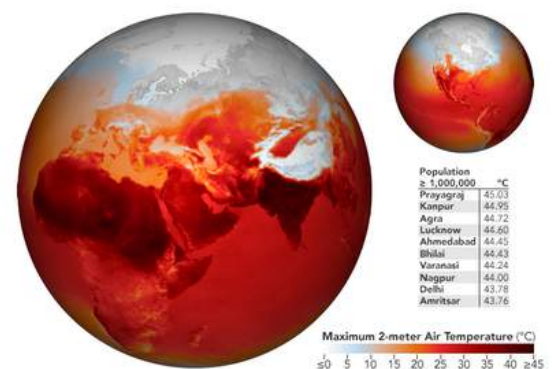 Population
≥ 1,000,000 °C
Prayagraj 45.03
Kanpur 44.95
Agra 44.72
Lucknow 44.60
Ahmedabad 44.45
Bhilai 44.43
Varanasi 44.24
Nagpur 44.00
Delhi 43.78
Amritsar 43.76
Maximum 2-meter Air Temperature (°C)
≤0 5 10 15 20 25 30 35 40 ≥45